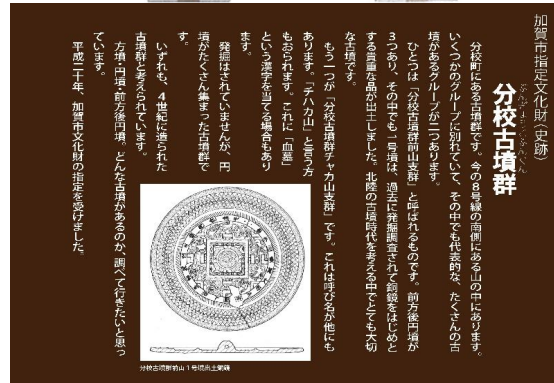 加賀市指定文化財（史跡）
ぶんぎょうこふんぐん
分校古墳群
分校町にある古墳群です。今の８号線の南側にある山の中にあります。
いくつかのグループに別れていて、その中でも代表的な、たくさんの古
墳があるグループが二つあります。
ひとつは「分校古墳群前山支群」と呼ばれるものです。前方後円墳が
３つあり、その中でも一号墳は、過去に発掘調査されて銅鏡をはじめと
する貴重な品が出土しました。北陸の古墳時代を考える中でとても大切
な古墳です。
もう一つが「分校古墳群チャカ山支群」です。これは呼び名が他にも
あります。「チハカ山」と言う方
もおられます。これに「血墓」
という漢字を当てる場合もあり
ます。
発掘はされていませんが、円
墳がたくさん集まった古墳群で
す。
いずれも、４世紀に造られた
古墳群と考えられています。
方墳・円墳・前方後円墳。どんな古墳があるのか、調べて行きたいと思っ
ています。
平成二十年、加賀市文化財の指定を受けました。
分校古墳群前山１号墳出土銅鏡